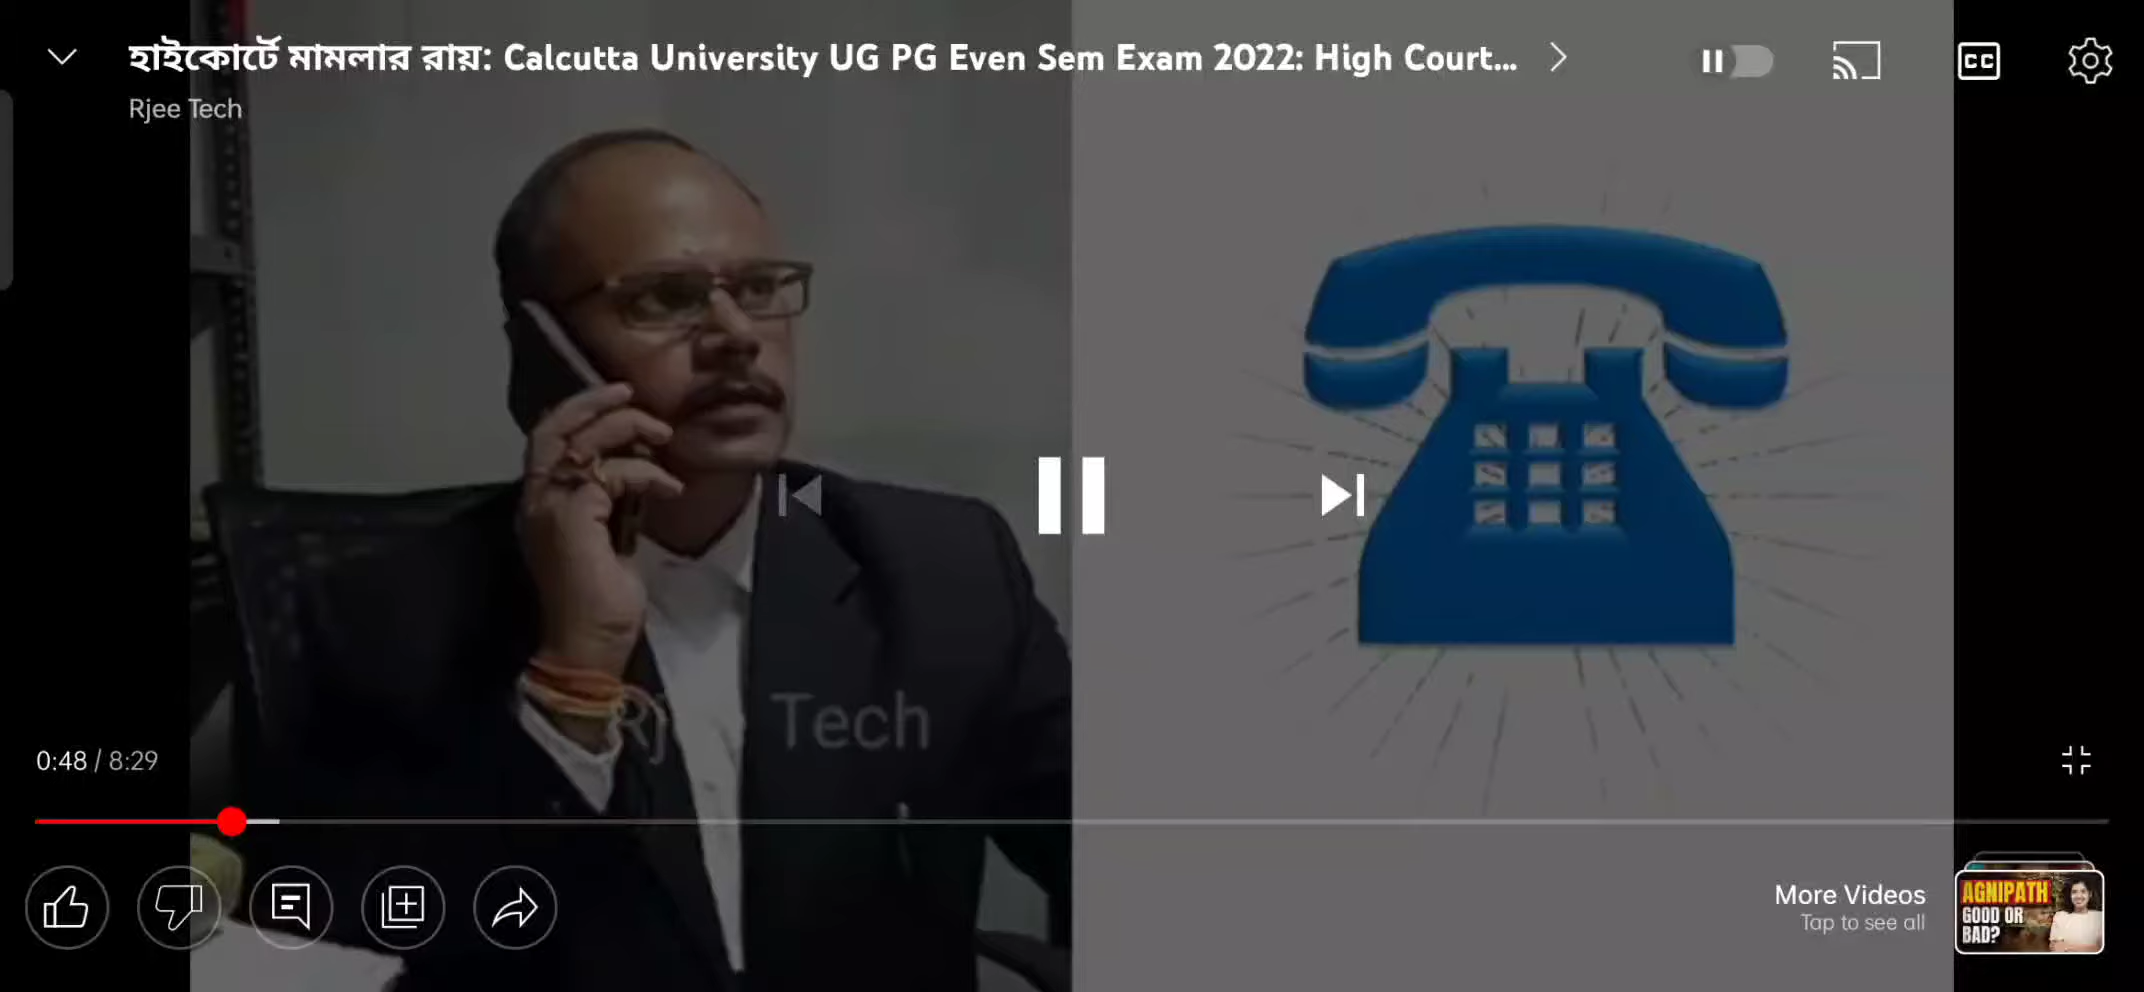 হাইকোর্টে মামলার রায়: Calcutta University UG PG Even Sem Exam 2022: High Court...
Rjee Tech
CC
Tech
0:48 / 8:29
More Videos
Tap to see all
AGNIPATH
GOOD OR
BAD?